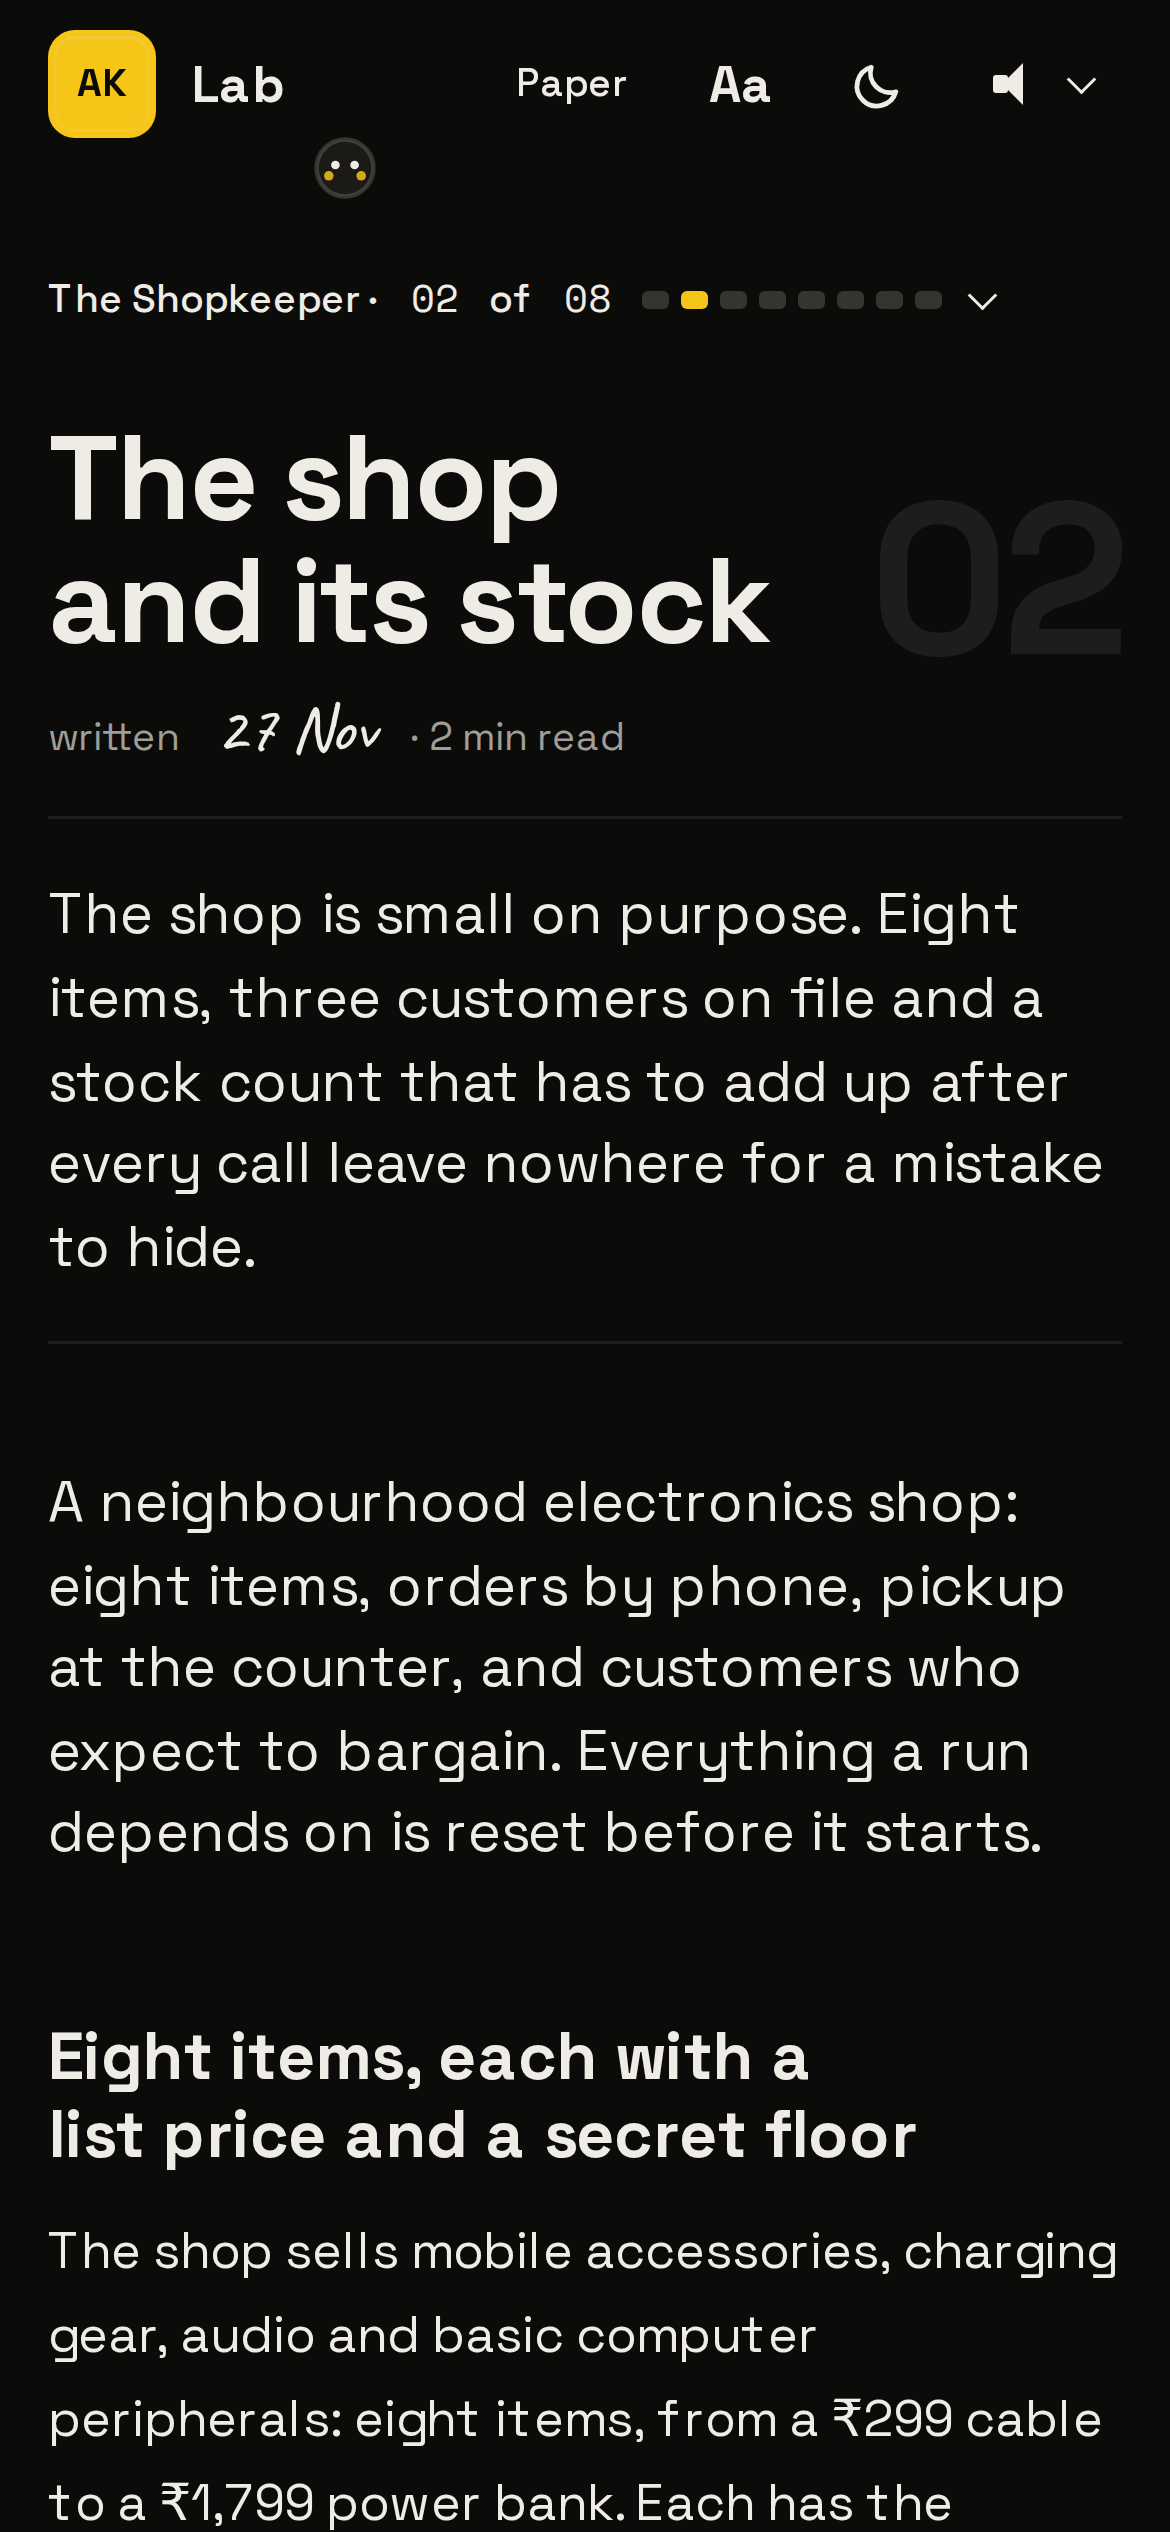 AK Lab Paper Aa
The Shopkeeper · 02 of 08
The shop
and its stock
02
written 27 Nov · 2 min read
The shop is small on purpose. Eight
items, three customers on file and a
stock count that has to add up after
every call leave nowhere for a mistake
to hide.
A neighbourhood electronics shop:
eight items, orders by phone, pickup
at the counter, and customers who
expect to bargain. Everything a run
depends on is reset before it starts.
Eight items, each with a
list price and a secret floor
The shop sells mobile accessories, charging
gear, audio and basic computer
peripherals: eight items, from a ₹299 cable
to a ₹1,799 power bank. Each has the